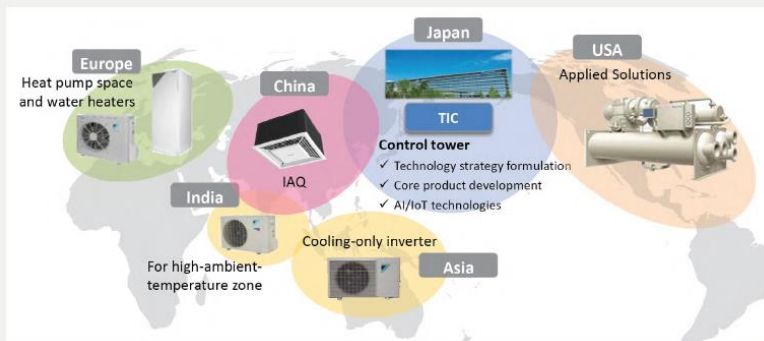 Europe
Heat pump space
and water heaters
China
IAQ
Japan
TIC
Control tower
✓ Technology strategy formulation
✓ Core product development
✓ AI/IoT technologies
USA
Applied Solutions
India
For high-ambient-
temperature zone
Cooling-only inverter
Asia